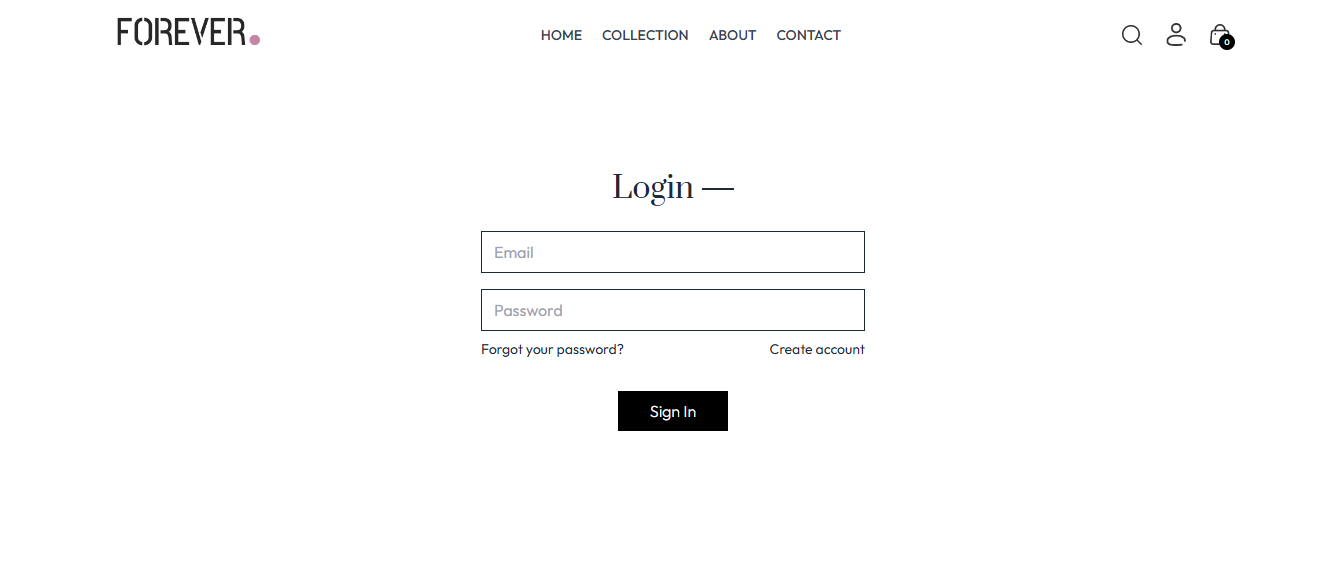 FOREVER.
HOME COLLECTION ABOUT CONTACT
0
Login
Email
Password
Forgot your password? Create account
Sign In